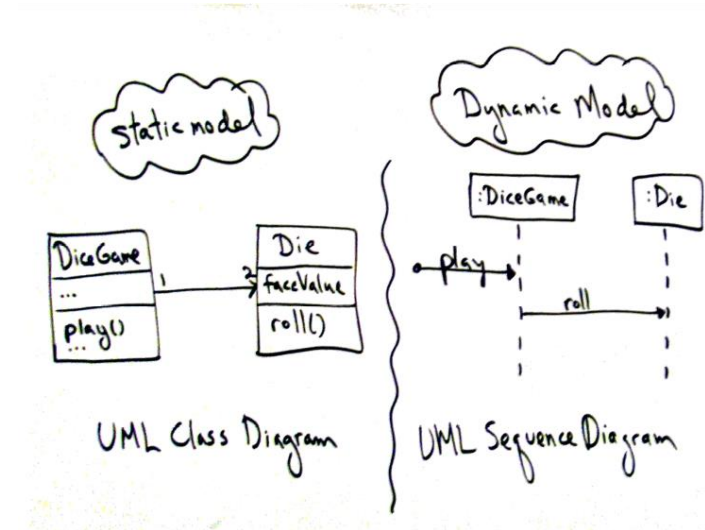 static model
Dynamic Model
DiceGame
...
play()
...
1
2
Die
faceValue
roll()
:DiceGame
:Die
play
roll
UML Class Diagram
UML Sequence Diagram